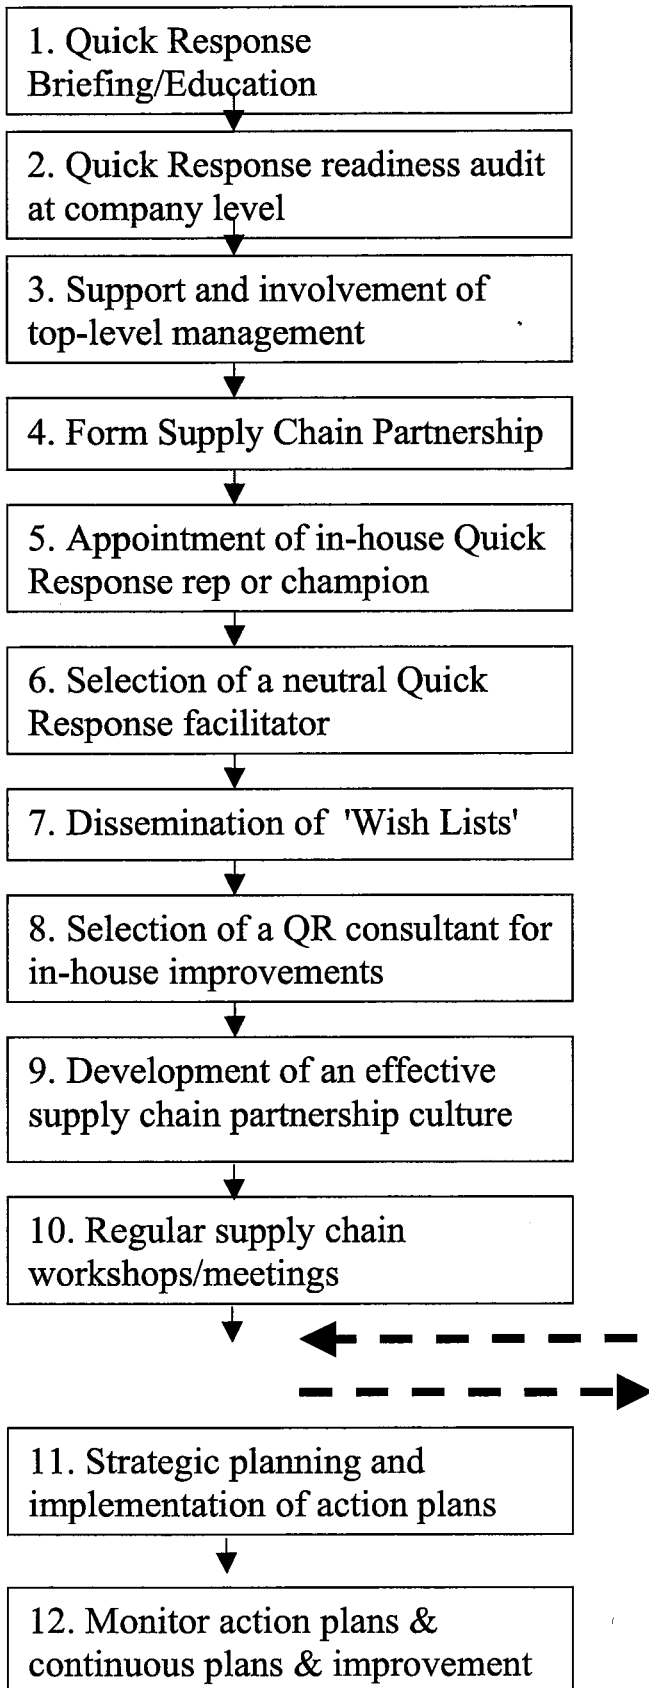 1. Quick Response
Briefing/Education
2. Quick Response readiness audit
at company level
3. Support and involvement of
top-level management
4. Form Supply Chain Partnership
5. Appointment of in-house Quick
Response rep or champion
6. Selection of a neutral Quick
Response facilitator
7. Dissemination of 'Wish Lists'
8. Selection of a QR consultant for
in-house improvements
9. Development of an effective
supply chain partnership culture
10. Regular supply chain
workshops/meetings
11. Strategic planning and
implementation of action plans
12. Monitor action plans &
continuous plans & improvement